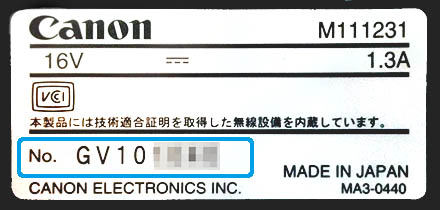 Canon M111231
16V ⎓ 1.3A
VCCI
本製品には技術適合証明を取得した無線設備を内蔵しています。
No. GV10
MADE IN JAPAN
CANON ELECTRONICS INC. MA3-0440